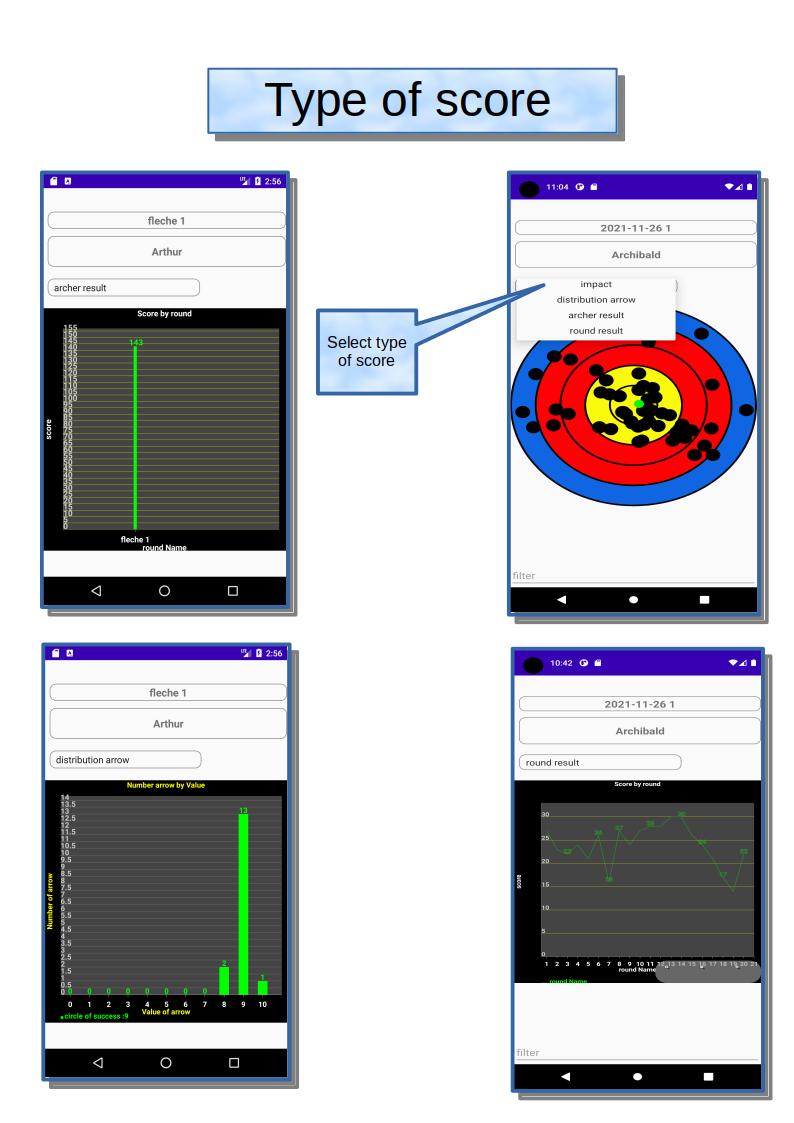 Type of score
2:56
fleche 1
Arthur
archer result
Score by round
155
145
140
135
130
125
120
115
110
105
100
95
90
85
80
75
70
65
60
55
50
45
40
35
30
25
20
15
10
5
0
143
score
fleche 1
round Name
11:04
2021-11-26 1
Archibald
impact
distribution arrow
archer result
round result
filter
Select type
of score
2:56
fleche 1
Arthur
distribution arrow
Number arrow by Value
14
13.5
13
12.5
12
11.5
11
10.5
10
9.5
9
8.5
8
7.5
7
6.5
6
5.5
5
4.5
4
3.5
3
2.5
2
1.5
1
0.5
0
Number of arrow
0 0 0 0 0 0 0 0 2 13 1
0 1 2 3 4 5 6 7 8 9 10
Value of arrow
circle of success :9
10:42
2021-11-26 1
Archibald
round result
Score by round
30
25
20
15
10
5
0
score
1 2 3 4 5 6 7 8 9 10 11 12 13 14 15 16 17 18 19 20 21
round Name
round Name
filter